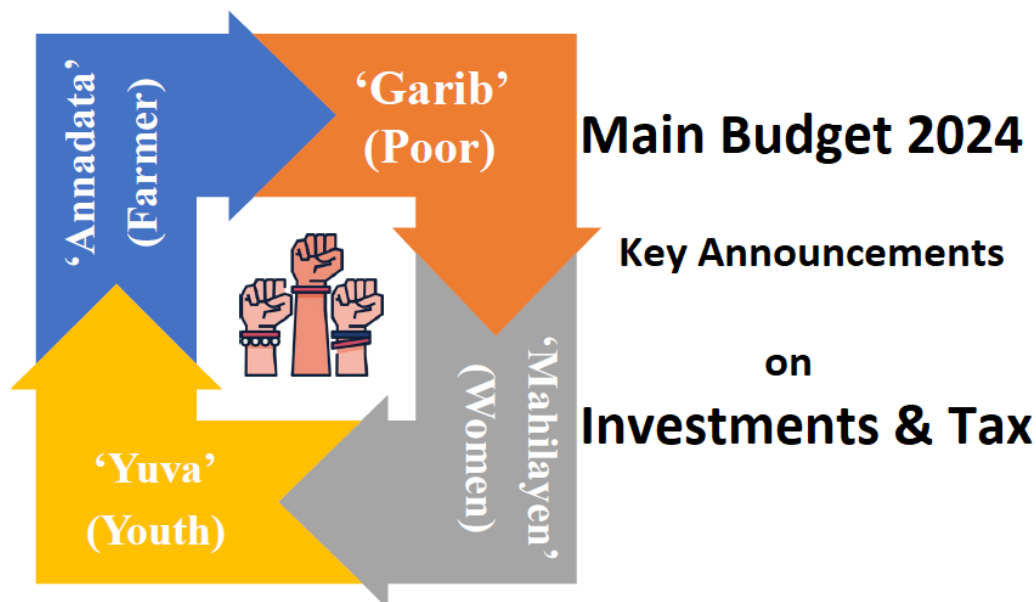 ‘Annadata’
(Farmer)
‘Garib’
(Poor)
‘Mahilayen’
(Women)
‘Yuva’
(Youth)
Main Budget 2024
Key Announcements
on
Investments & Tax